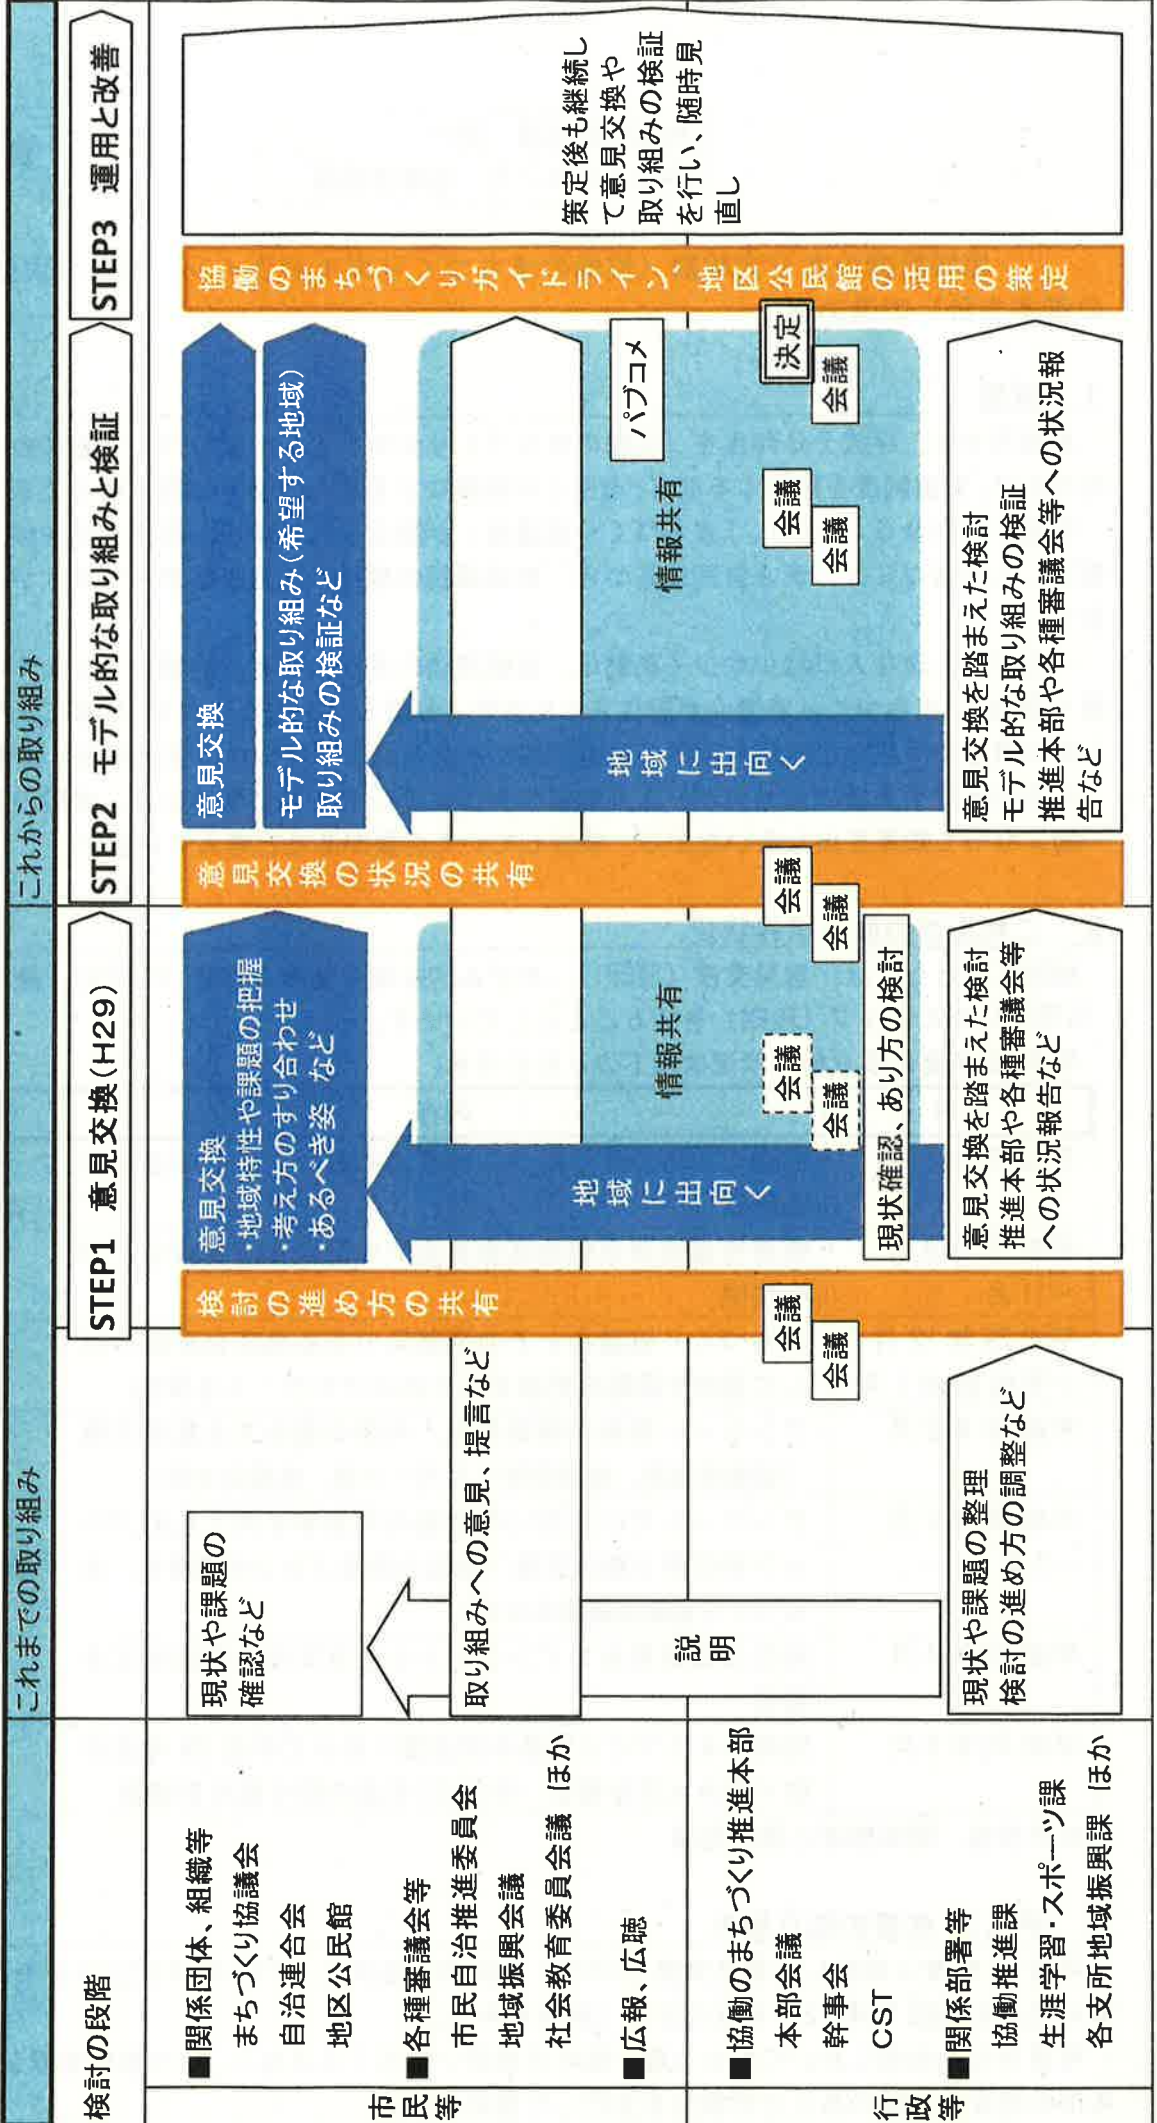 これまでの取り組み
これからの取り組み
検討の段階
STEP1 意見交換(H29)
STEP2 モデル的な取り組みと検証
STEP3 運用と改善
市民等
■関係団体、組織等
まちづくり協議会
自治連合会
地区公民館
■各種審議会等
市民自治推進委員会
地域振興会議
社会教育委員会議 ほか
■広報、広聴
行政等
■協働のまちづくり推進本部
本部会議
幹事会
CST
■関係部署等
協働推進課
生涯学習・スポーツ課
各支所地域振興課 ほか
現状や課題の
確認など
取り組みへの意見、提言など
説明
現状や課題の整理
検討の進め方の調整など
検討の進め方の共有
会議
会議
意見交換
・地域特性や課題の把握
・考え方のすり合わせ
・あるべき姿 など
地域に出向く
情報共有
会議
会議
現状確認、あり方の検討
意見交換を踏まえた検討
推進本部や各種審議会等
への状況報告など
意見交換の状況の共有
会議
会議
意見交換
モデル的な取り組み(希望する地域)
取り組みの検証など
地域に出向く
情報共有
パブコメ
会議
会議
決定
会議
意見交換を踏まえた検討
モデル的な取り組みの検証
推進本部や各種審議会等への状況報
告など
協働のまちづくりガイドライン、地区公民館の活用の策定
策定後も継続し
て意見交換や
取り組みの検証
を行い、随時見
直し